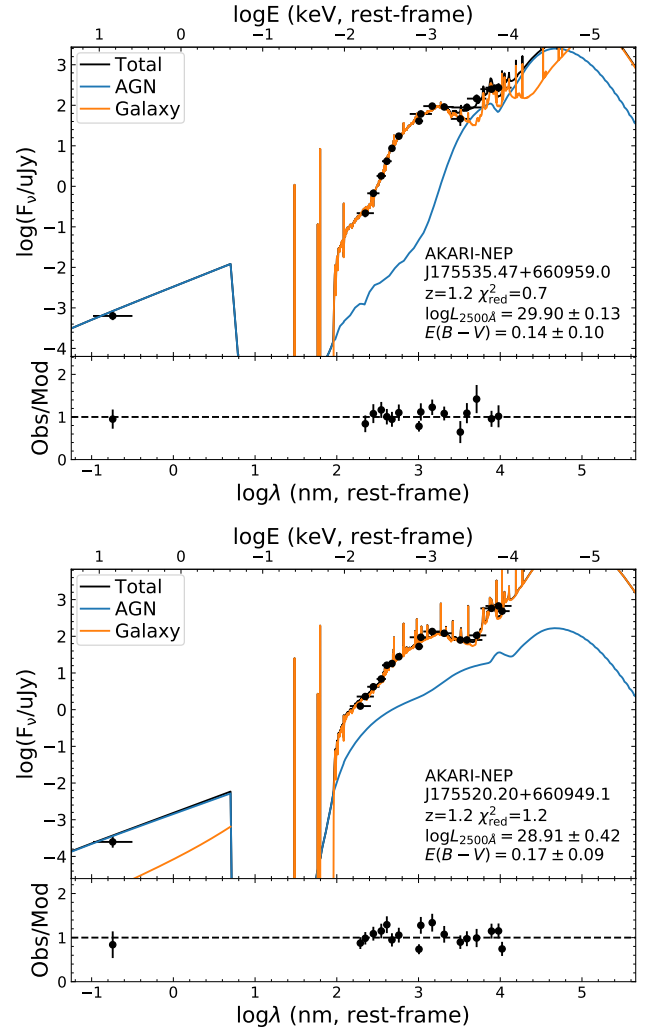 logE (keV, rest-frame)
1 0 −1 −2 −3 −4 −5
Total
AGN
Galaxy
log(Fν/uJy)
3
2
1
0
−1
−2
−3
−4
AKARI-NEP
J175535.47+660959.0
z=1.2 χ²red=0.7
logL2500Å = 29.90 ± 0.13
E(B − V) = 0.14 ± 0.10
Obs/Mod
2
1
0
−1 0 1 2 3 4 5
logλ (nm, rest-frame)
logE (keV, rest-frame)
1 0 −1 −2 −3 −4 −5
Total
AGN
Galaxy
log(Fν/uJy)
3
2
1
0
−1
−2
−3
−4
AKARI-NEP
J175520.20+660949.1
z=1.2 χ²red=1.2
logL2500Å = 28.91 ± 0.42
E(B − V) = 0.17 ± 0.09
Obs/Mod
2
1
0
−1 0 1 2 3 4 5
logλ (nm, rest-frame)